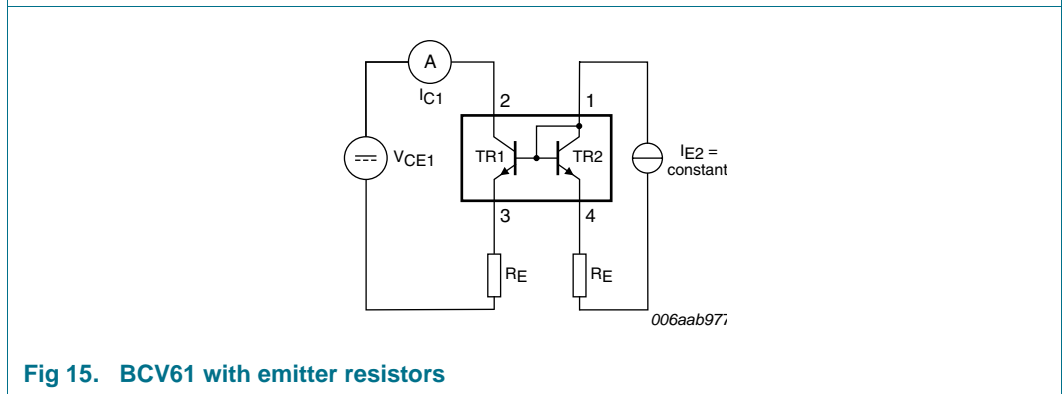 A
IC1
2
1
VCE1
TR1
TR2
IE2 =
constant
3
4
RE
RE
006aab977
Fig 15. BCV61 with emitter resistors